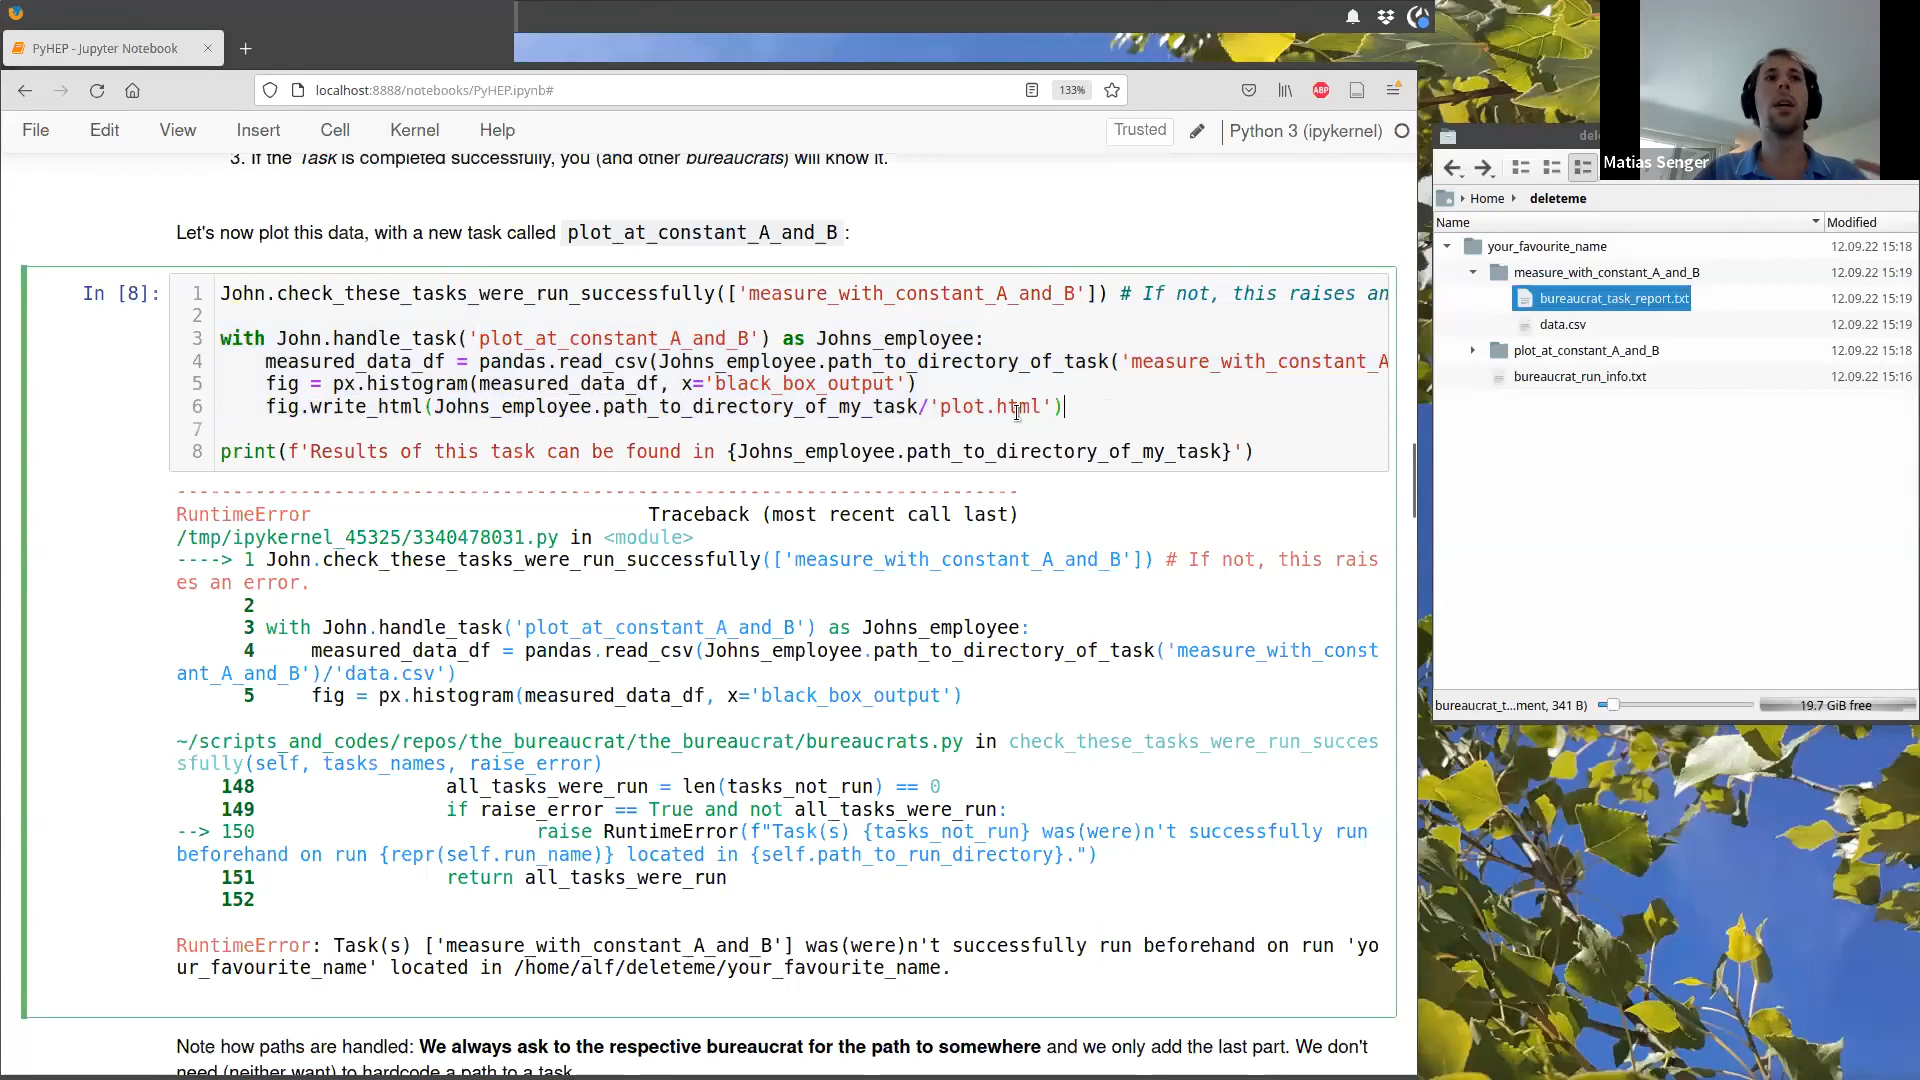 PyHEP - Jupyter Notebook
localhost:8888/notebooks/PyHEP.ipynb#
133%
ABP
File Edit View Insert Cell Kernel Help
Trusted
Python 3 (ipykernel)
3. If the Task is completed successfully, you (and other bureaucrats) will know it.
Let's now plot this data, with a new task called plot_at_constant_A_and_B :
In [8]:
1 John.check_these_tasks_were_run_successfully(['measure_with_constant_A_and_B']) # If not, this raises an
2
3 with John.handle_task('plot_at_constant_A_and_B') as Johns_employee:
4 measured_data_df = pandas.read_csv(Johns_employee.path_to_directory_of_task('measure_with_constant_A
5 fig = px.histogram(measured_data_df, x='black_box_output')
6 fig.write_html(Johns_employee.path_to_directory_of_my_task/'plot.html')
7
8 print(f'Results of this task can be found in {Johns_employee.path_to_directory_of_my_task}')
---------------------------------------------------------------------------
RuntimeError Traceback (most recent call last)
/tmp/ipykernel_45325/3340478031.py in <module>
----> 1 John.check_these_tasks_were_run_successfully(['measure_with_constant_A_and_B']) # If not, this rais
es an error.
2
3 with John.handle_task('plot_at_constant_A_and_B') as Johns_employee:
4 measured_data_df = pandas.read_csv(Johns_employee.path_to_directory_of_task('measure_with_const
ant_A_and_B')/'data.csv')
5 fig = px.histogram(measured_data_df, x='black_box_output')
~/scripts_and_codes/repos/the_bureaucrat/the_bureaucrat/bureaucrats.py in check_these_tasks_were_run_succes
sfully(self, tasks_names, raise_error)
148 all_tasks_were_run = len(tasks_not_run) == 0
149 if raise_error == True and not all_tasks_were_run:
--> 150 raise RuntimeError(f"Task(s) {tasks_not_run} was(were)n't successfully run
beforehand on run {repr(self.run_name)} located in {self.path_to_run_directory}.")
151 return all_tasks_were_run
152
RuntimeError: Task(s) ['measure_with_constant_A_and_B'] was(were)n't successfully run beforehand on run 'yo
ur_favourite_name' located in /home/alf/deleteme/your_favourite_name.
Note how paths are handled: We always ask to the respective bureaucrat for the path to somewhere and we only add the last part. We don't
need (neither want) to hardcode a path to a task
Matias Senger
Home deleteme
Name Modified
your_favourite_name 12.09.22 15:18
measure_with_constant_A_and_B 12.09.22 15:19
bureaucrat_task_report.txt 12.09.22 15:19
data.csv 12.09.22 15:19
plot_at_constant_A_and_B 12.09.22 15:18
bureaucrat_run_info.txt 12.09.22 15:16
bureaucrat_t...ment, 341 B) 19.7 GiB free